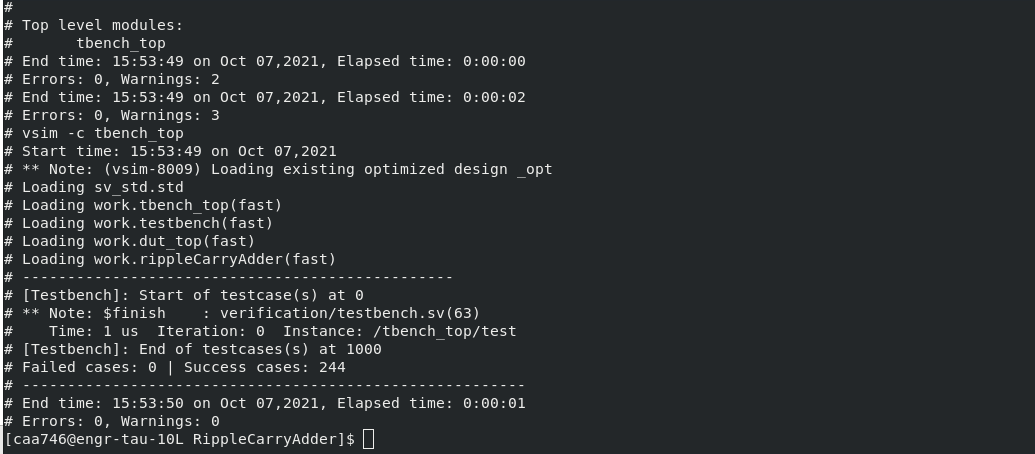 #
# Top level modules:
#       tbench_top
# End time: 15:53:49 on Oct 07,2021, Elapsed time: 0:00:00
# Errors: 0, Warnings: 2
# End time: 15:53:49 on Oct 07,2021, Elapsed time: 0:00:02
# Errors: 0, Warnings: 3
# vsim -c tbench_top
# Start time: 15:53:49 on Oct 07,2021
# ** Note: (vsim-8009) Loading existing optimized design _opt
# Loading sv_std.std
# Loading work.tbench_top(fast)
# Loading work.testbench(fast)
# Loading work.dut_top(fast)
# Loading work.rippleCarryAdder(fast)
# ------------------------------------------------
# [Testbench]: Start of testcase(s) at 0
# ** Note: $finish    : verification/testbench.sv(63)
#    Time: 1 us  Iteration: 0  Instance: /tbench_top/test
# [Testbench]: End of testcases(s) at 1000
# Failed cases: 0 | Success cases: 244
# --------------------------------------------------------
# End time: 15:53:50 on Oct 07,2021, Elapsed time: 0:00:01
# Errors: 0, Warnings: 0
[caa746@engr-tau-10L RippleCarryAdder]$